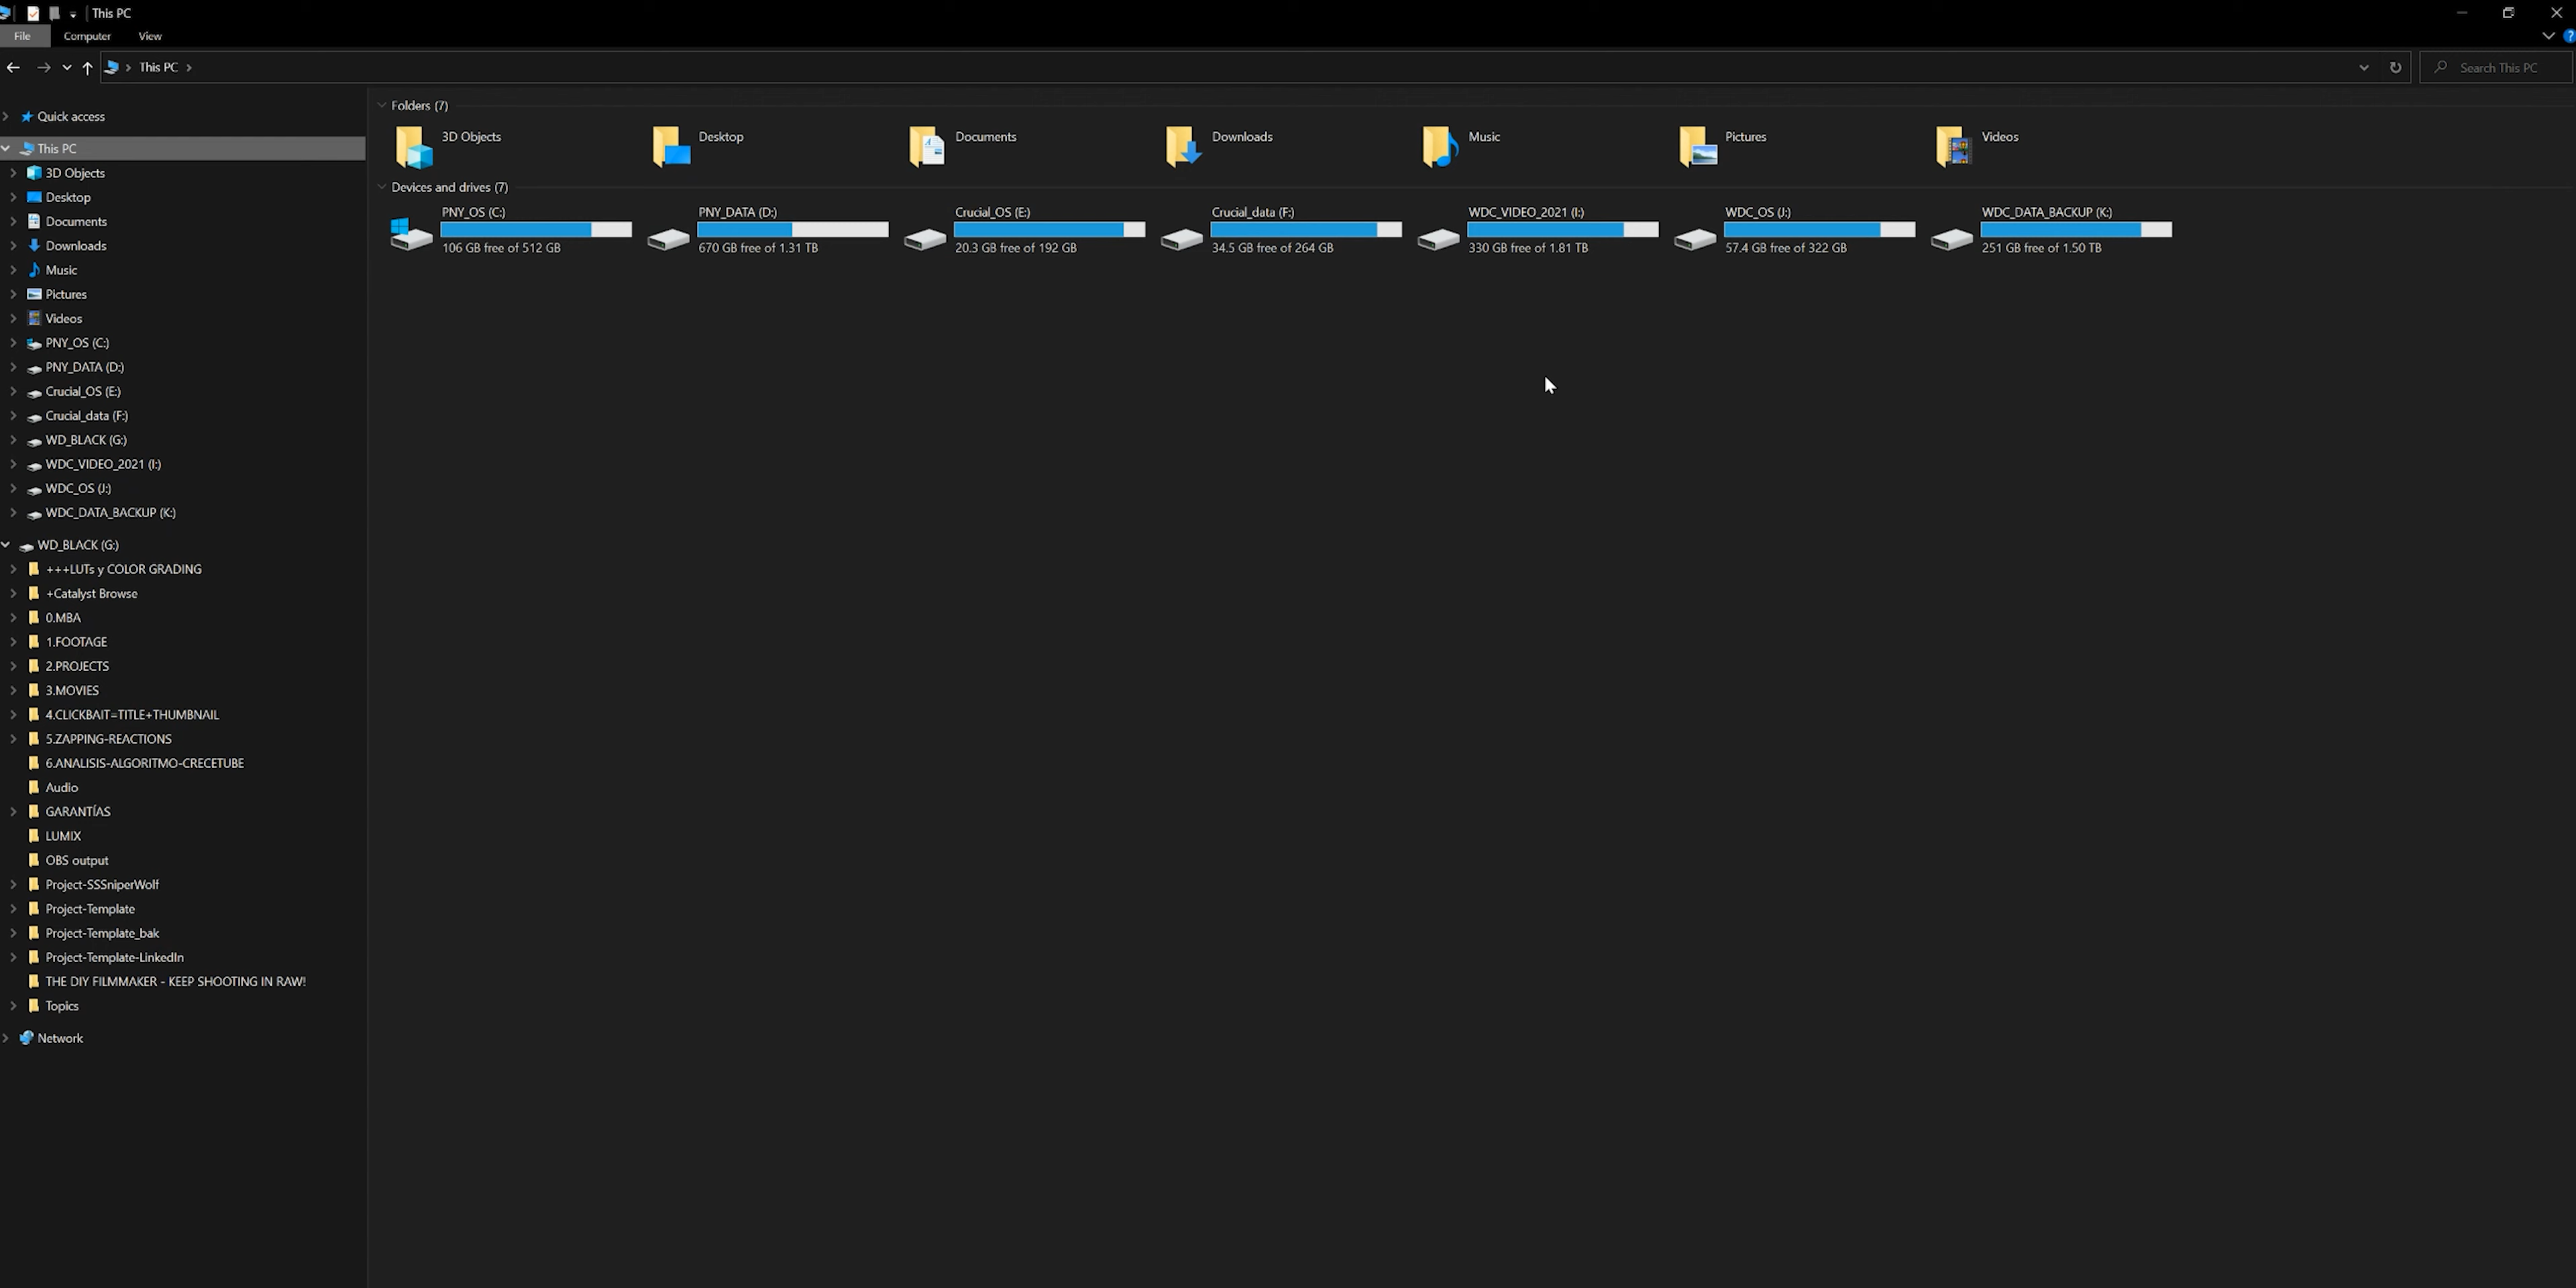 This PC
File Computer View
This PC
Search This PC
Quick access
This PC
3D Objects
Desktop
Documents
Downloads
Music
Pictures
Videos
PNY_OS (C:)
PNY_DATA (D:)
Crucial_OS (E:)
Crucial_data (F:)
WD_BLACK (G:)
WDC_VIDEO_2021 (I:)
WDC_OS (J:)
WDC_DATA_BACKUP (K:)
WD_BLACK (G:)
+++LUTs y COLOR GRADING
+Catalyst Browse
0.MBA
1.FOOTAGE
2.PROJECTS
3.MOVIES
4.CLICKBAIT=TITLE+THUMBNAIL
5.ZAPPING-REACTIONS
6.ANALISIS-ALGORITMO-CRECETUBE
Audio
GARANTÍAS
LUMIX
OBS output
Project-SSSniperWolf
Project-Template
Project-Template_bak
Project-Template-LinkedIn
THE DIY FILMMAKER - KEEP SHOOTING IN RAW!
Topics
Network
Folders (7)
3D Objects Desktop Documents Downloads Music Pictures Videos
Devices and drives (7)
PNY_OS (C:) PNY_DATA (D:) Crucial_OS (E:) Crucial_data (F:) WDC_VIDEO_2021 (I:) WDC_OS (J:) WDC_DATA_BACKUP (K:)
106 GB free of 512 GB 670 GB free of 1.31 TB 20.3 GB free of 192 GB 34.5 GB free of 264 GB 330 GB free of 1.81 TB 57.4 GB free of 322 GB 251 GB free of 1.50 TB